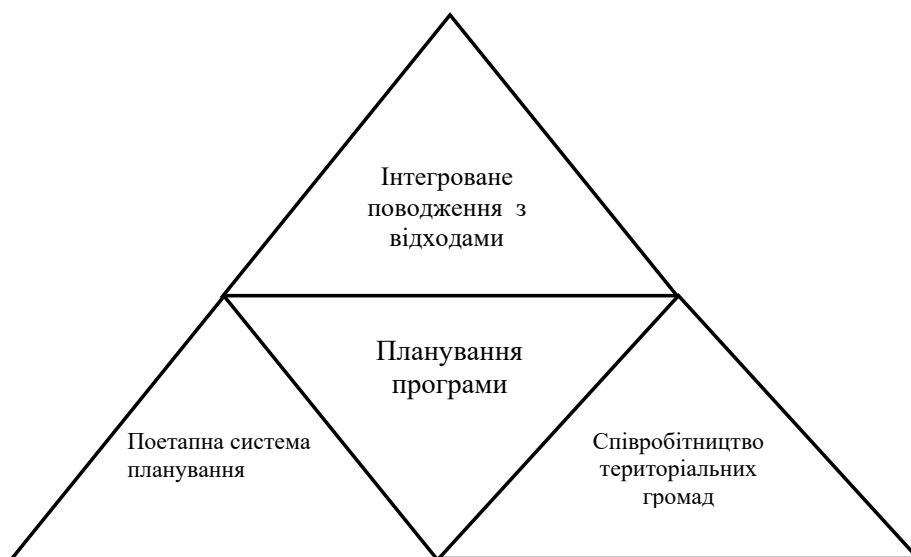 Інтегроване
поводження з
відходами
Планування
програми
Поетапна система
планування
Співробітництво
територіальних
громад